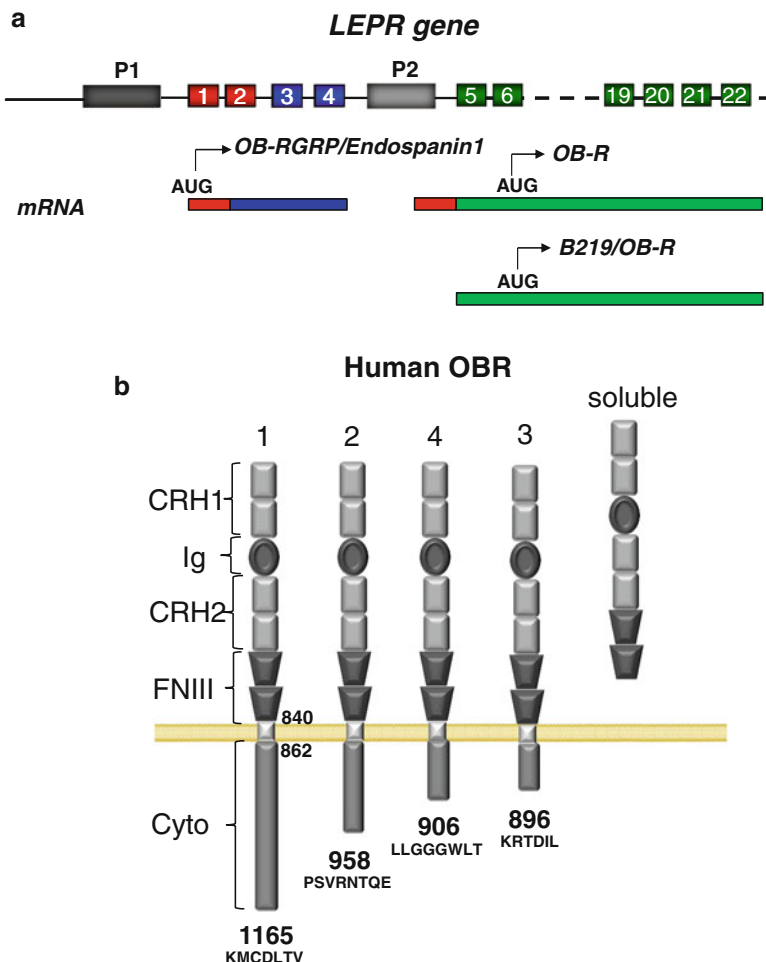 a
LEPR gene
P1
P2
1 2 3 4 5 6 19 20 21 22
OB-RGRP/Endospanin1
OB-R
AUG
AUG
mRNA
B219/OB-R
AUG
Human OBR
b
soluble
1 2 4 3
CRH1
Ig
CRH2
FNIII
840
862
Cyto
958
PSVRNTQE
906
LLGGGWLT
896
KRTDIL
1165
KMCDLTV